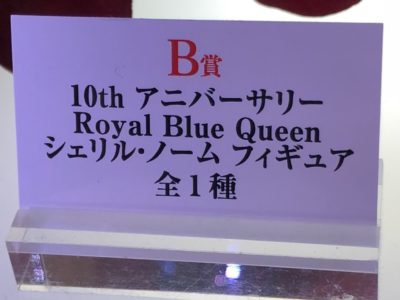 B賞
10th アニバーサリー
Royal Blue Queen
シェリル・ノーム フィギュア
全1種